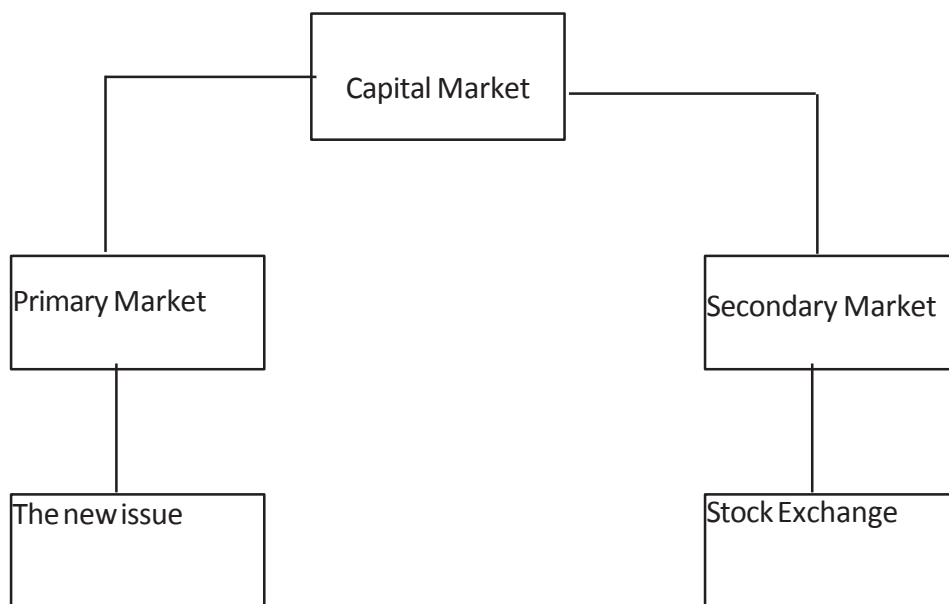 Capital Market
Primary Market
Secondary Market
The new issue
Stock Exchange